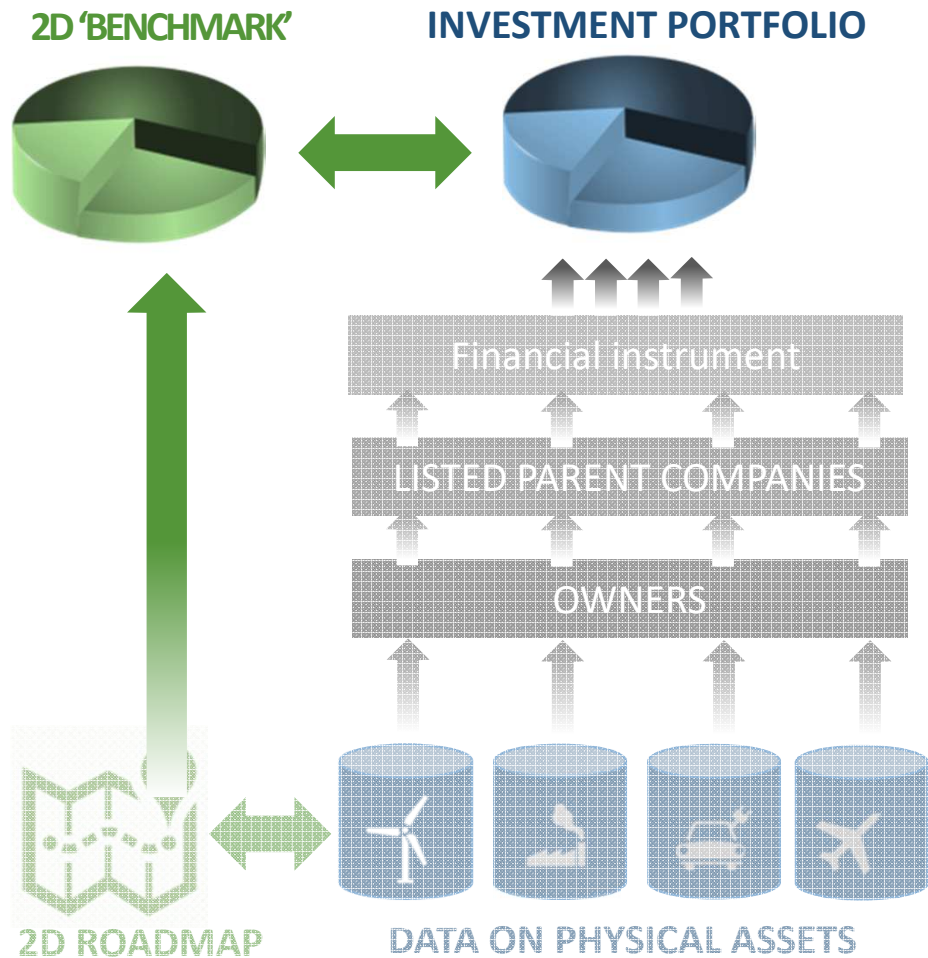 2D ‘BENCHMARK’
INVESTMENT PORTFOLIO
Financial instrument
LISTED PARENT COMPANIES
OWNERS
2D ROADMAP
DATA ON PHYSICAL ASSETS